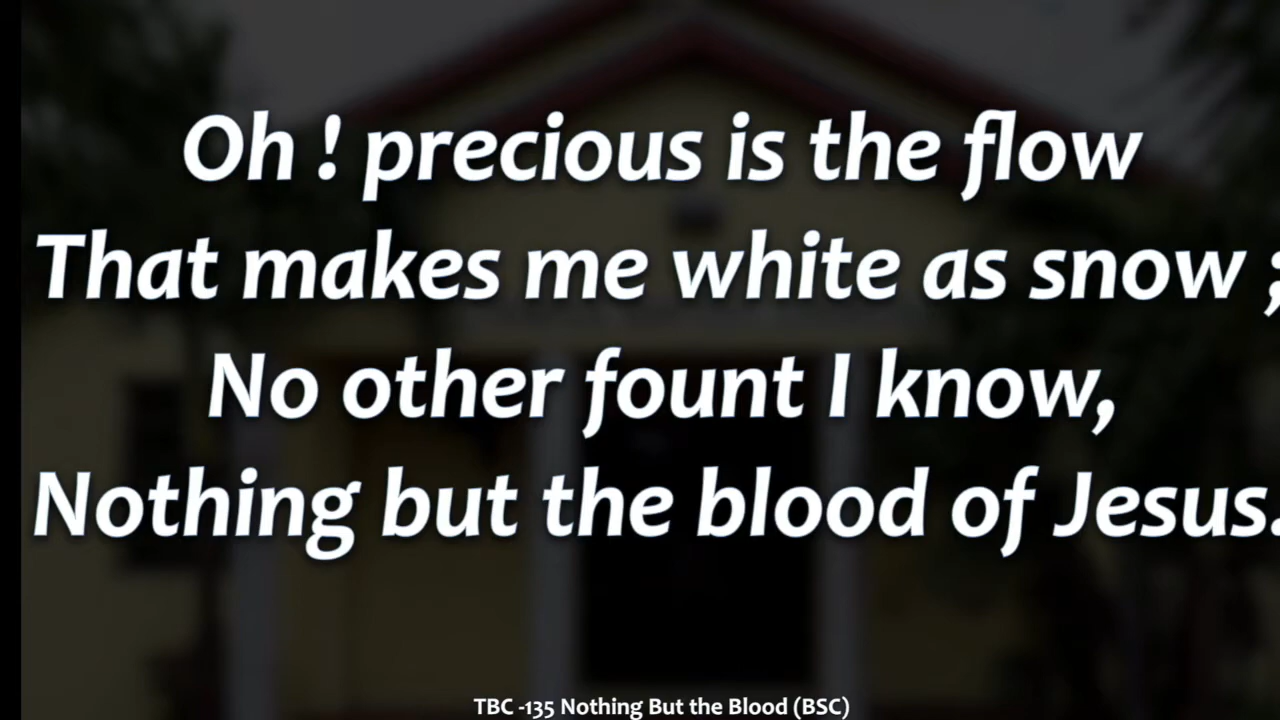 Oh ! precious is the flow
That makes me white as snow ;
No other fount I know,
Nothing but the blood of Jesus.
TBC -135 Nothing But the Blood (BSC)